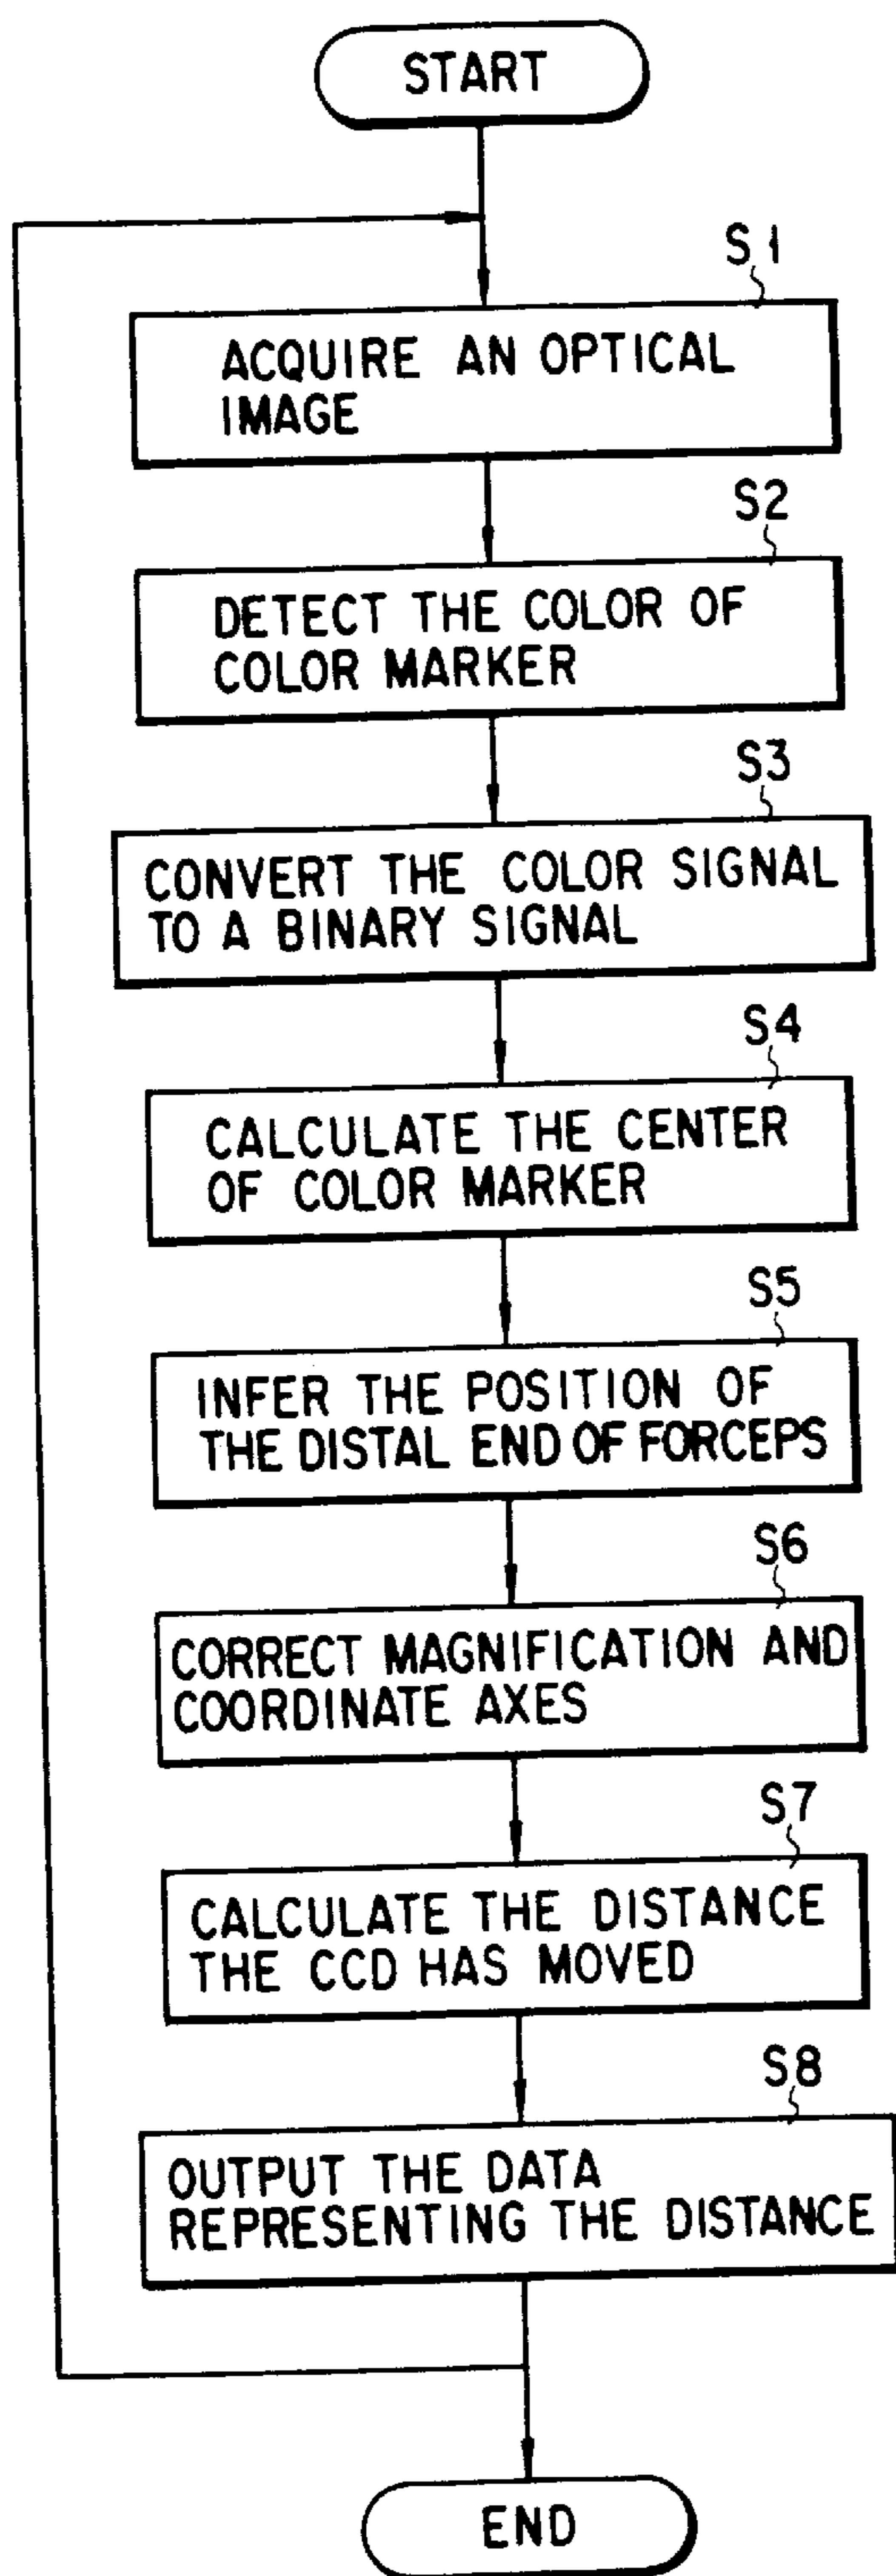 START
S1
ACQUIRE AN OPTICAL
IMAGE
S2
DETECT THE COLOR OF
COLOR MARKER
S3
CONVERT THE COLOR SIGNAL
TO A BINARY SIGNAL
S4
CALCULATE THE CENTER
OF COLOR MARKER
S5
INFER THE POSITION OF
THE DISTAL END OF FORCEPS
S6
CORRECT MAGNIFICATION AND
COORDINATE AXES
S7
CALCULATE THE DISTANCE
THE CCD HAS MOVED
S8
OUTPUT THE DATA
REPRESENTING THE DISTANCE
END